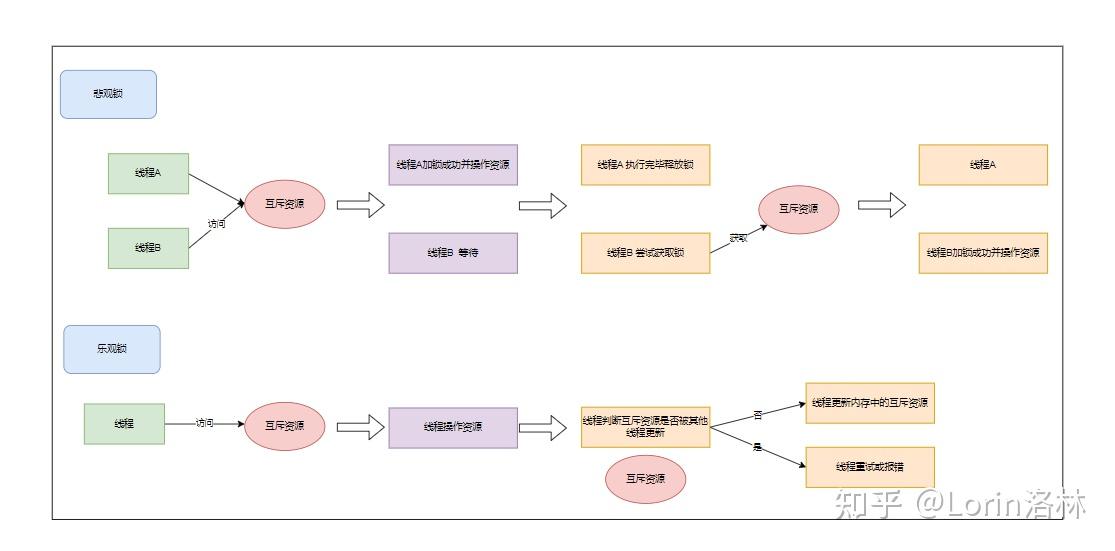 悲观锁
线程A
线程B
访问
互斥资源
线程A加锁成功并操作资源
线程B 等待
线程A 执行完毕释放锁
线程B 尝试获取锁
获取
互斥资源
线程A
线程B加锁成功并操作资源
乐观锁
线程
访问
互斥资源
线程操作资源
线程判断互斥资源是否被其他
线程更新
互斥资源
否
是
线程更新内存中的互斥资源
线程重试或报错
知乎 @Lorin洛林